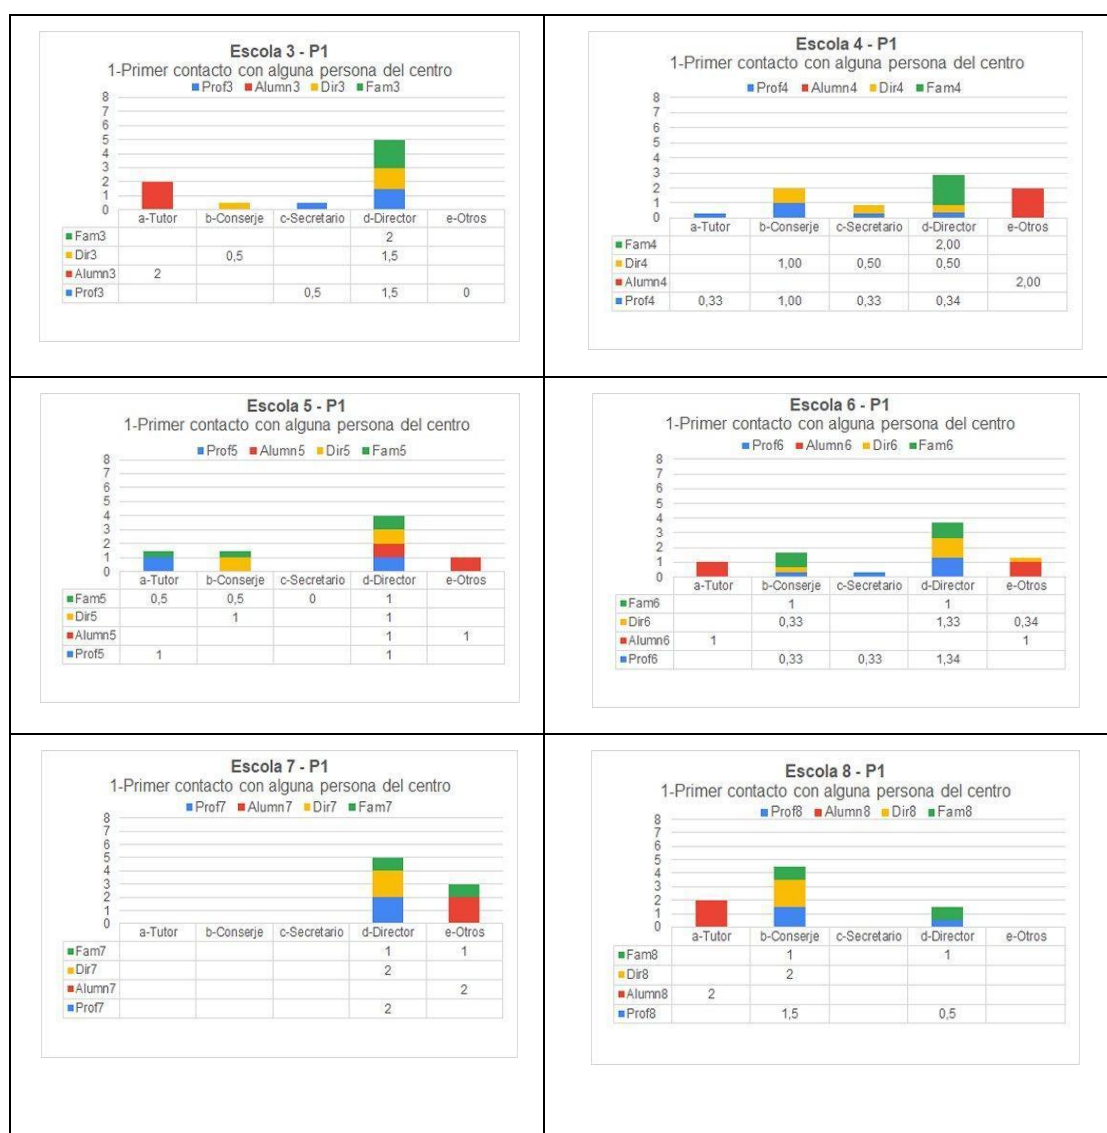 Escola 3 - P1
1-Primer contacto con alguna persona del centro
Prof3 Alumn3 Dir3 Fam3
8
7
6
5
4
3
2
1
0
a-Tutor b-Conserje c-Secretario d-Director e-Otros
Fam3 2
Dir3 0,5 1,5
Alumn3 2
Prof3 0,5 1,5 0
Escola 4 - P1
1-Primer contacto con alguna persona del centro
Prof4 Alumn4 Dir4 Fam4
8
7
6
5
4
3
2
1
0
a-Tutor b-Conserje c-Secretario d-Director e-Otros
Fam4 2,00
Dir4 1,00 0,50 0,50
Alumn4 2,00
Prof4 0,33 1,00 0,33 0,34
Escola 5 - P1
1-Primer contacto con alguna persona del centro
Prof5 Alumn5 Dir5 Fam5
8
7
6
5
4
3
2
1
0
a-Tutor b-Conserje c-Secretario d-Director e-Otros
Fam5 0,5 0,5 0 1
Dir5 1 1
Alumn5 1 1
Prof5 1 1
Escola 6 - P1
1-Primer contacto con alguna persona del centro
Prof6 Alumn6 Dir6 Fam6
8
7
6
5
4
3
2
1
0
a-Tutor b-Conserje c-Secretario d-Director e-Otros
Fam6 1 1
Dir6 0,33 1,33 0,34
Alumn6 1 1
Prof6 0,33 0,33 1,34
Escola 7 - P1
1-Primer contacto con alguna persona del centro
Prof7 Alumn7 Dir7 Fam7
8
7
6
5
4
3
2
1
0
a-Tutor b-Conserje c-Secretario d-Director e-Otros
Fam7 1 1
Dir7 2
Alumn7 2
Prof7 2
Escola 8 - P1
1-Primer contacto con alguna persona del centro
Prof8 Alumn8 Dir8 Fam8
8
7
6
5
4
3
2
1
0
a-Tutor b-Conserje c-Secretario d-Director e-Otros
Fam8 1 1
Dir8 2
Alumn8 2
Prof8 1,5 0,5